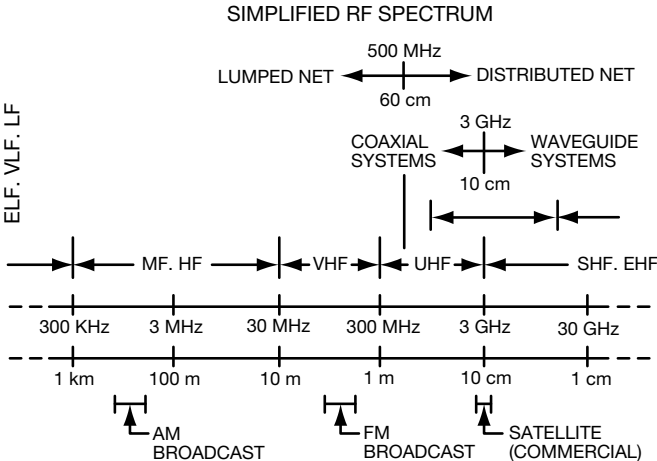 SIMPLIFIED RF SPECTRUM
500 MHz
LUMPED NET
DISTRIBUTED NET
60 cm
3 GHz
COAXIAL
SYSTEMS
WAVEGUIDE
SYSTEMS
10 cm
ELF. VLF. LF
MF. HF
VHF
UHF
SHF. EHF
300 KHz 3 MHz 30 MHz 300 MHz 3 GHz 30 GHz
1 km 100 m 10 m 1 m 10 cm 1 cm
AM
BROADCAST
FM
BROADCAST
SATELLITE
(COMMERCIAL)